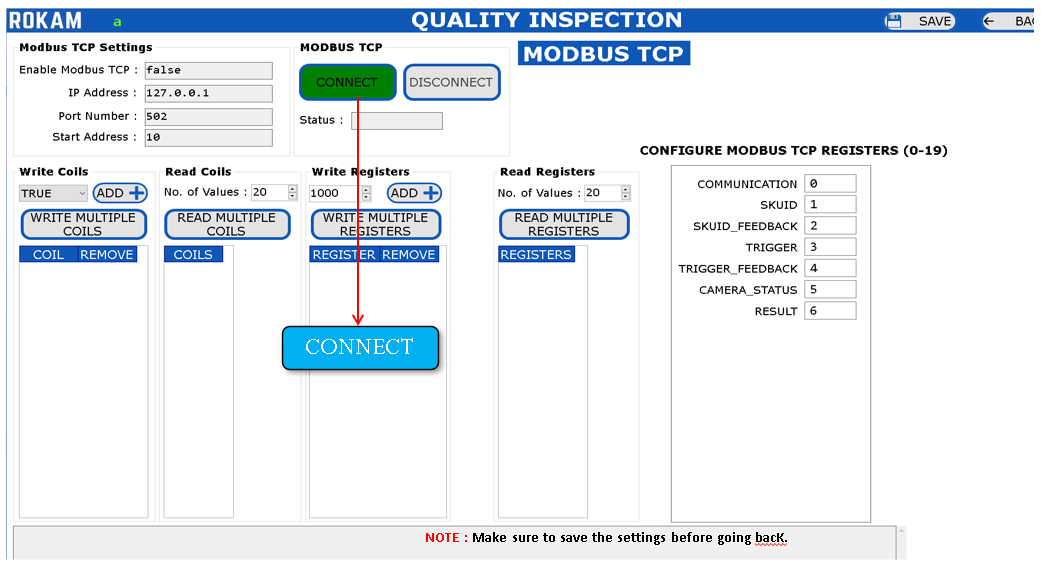 ROKAM a QUALITY INSPECTION SAVE ← BAC
Modbus TCP Settings
Enable Modbus TCP : false
IP Address : 127.0.0.1
Port Number : 502
Start Address : 10
MODBUS TCP
CONNECT DISCONNECT
Status :
MODBUS TCP
Write Coils
TRUE ADD +
WRITE MULTIPLE
COILS
COIL REMOVE
Read Coils
No. of Values : 20
READ MULTIPLE
COILS
COILS
Write Registers
1000 ADD +
WRITE MULTIPLE
REGISTERS
REGISTER REMOVE
CONNECT
Read Registers
No. of Values : 20
READ MULTIPLE
REGISTERS
REGISTERS
CONFIGURE MODBUS TCP REGISTERS (0-19)
COMMUNICATION 0
SKUID 1
SKUID_FEEDBACK 2
TRIGGER 3
TRIGGER_FEEDBACK 4
CAMERA_STATUS 5
RESULT 6
NOTE : Make sure to save the settings before going bacK.